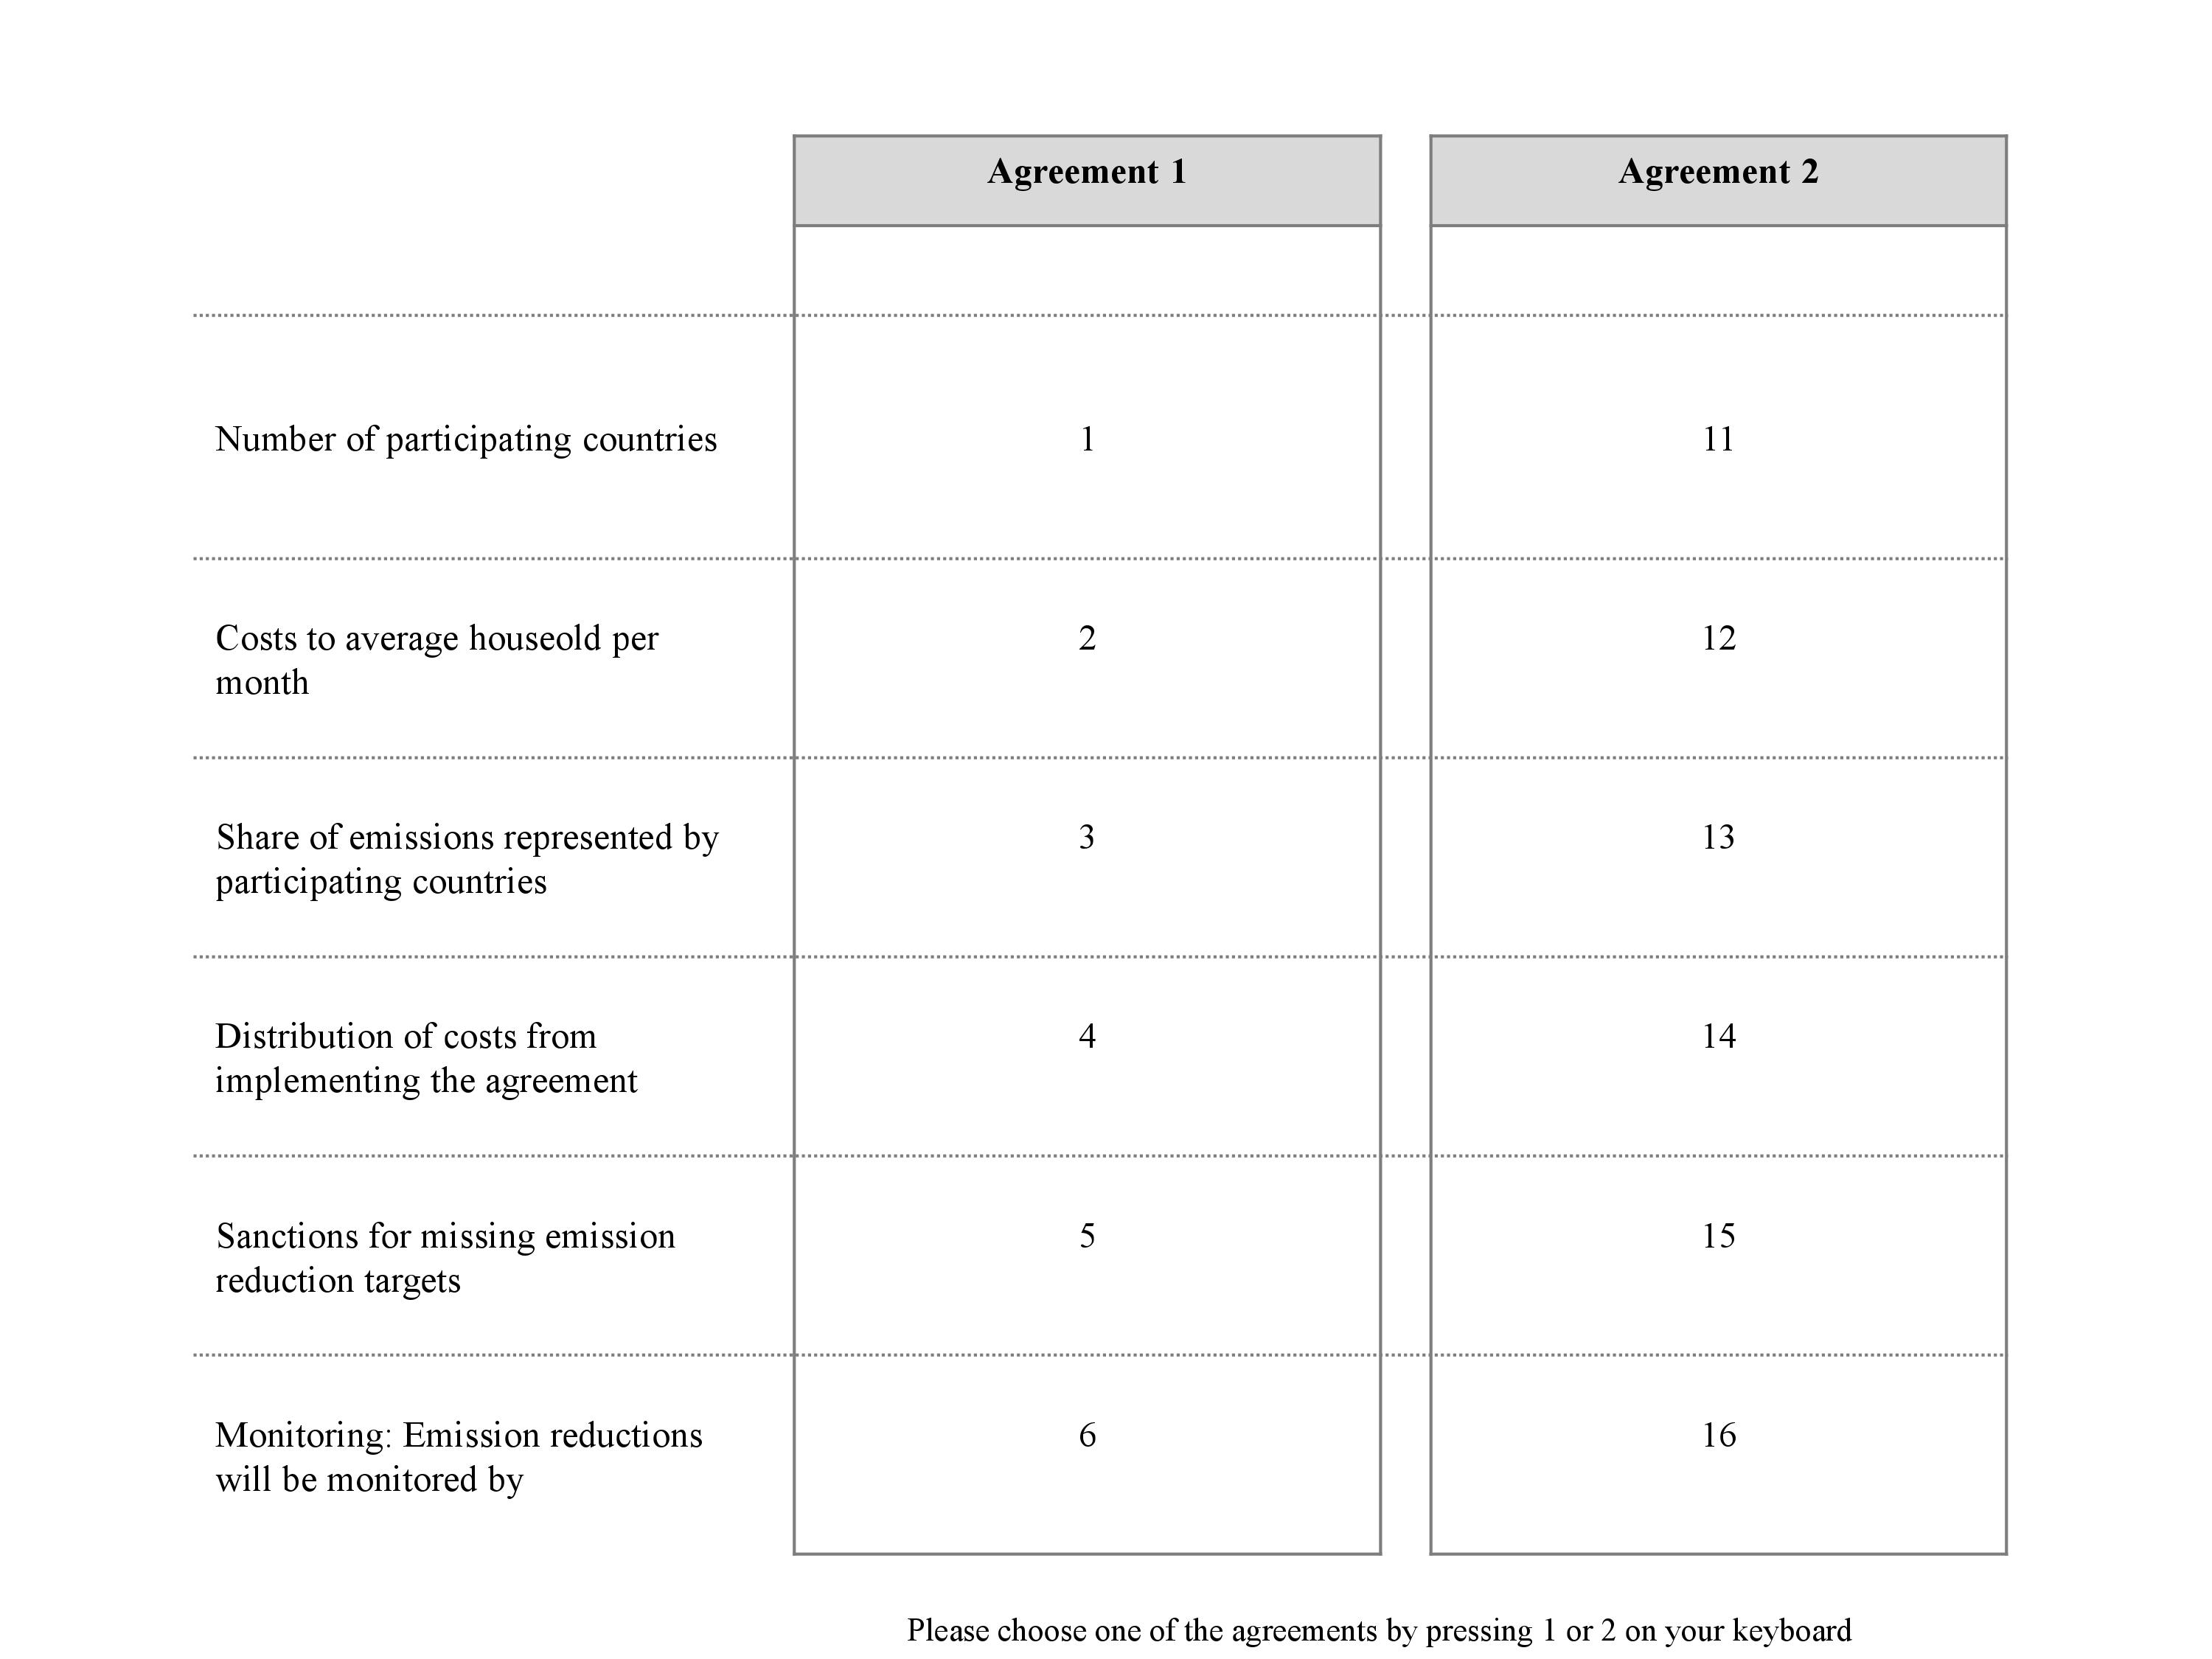 Agreement 1 Agreement 2
Number of participating countries 1 11
Costs to average houseold per 2 12
month
Share of emissions represented by 3 13
participating countries
Distribution of costs from 4 14
implementing the agreement
Sanctions for missing emission 5 15
reduction targets
Monitoring: Emission reductions 6 16
will be monitored by
Please choose one of the agreements by pressing 1 or 2 on your keyboard